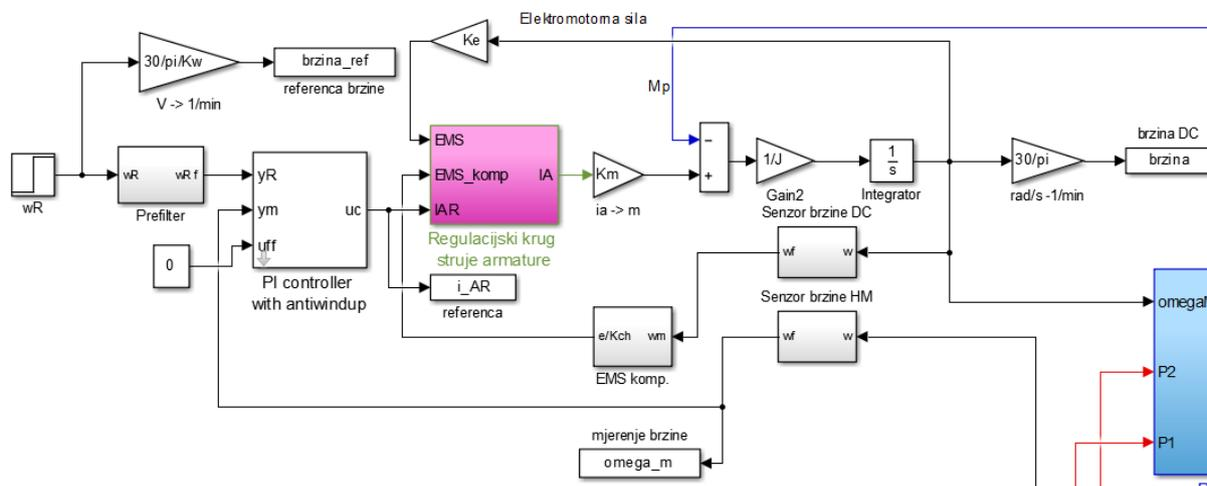 Elektromotorna sila
Ke
30/pi/Kw
V -> 1/min
brzina_ref
referenca brzine
Mp
wR
wR
wR f
Prefilter
yR
ym
uff
uc
PI controller
with antiwindup
0
EMS
EMS_komp
IAR
IA
Regulacijski krug
struje armature
i_AR
referenca
Km
ia -> m
−
+
1/J
Gain2
1
s
Integrator
30/pi
rad/s -1/min
brzina DC
brzina
Senzor brzine DC
wf
w
Senzor brzine HM
wf
w
e/Kch
wm
EMS komp.
mjerenje brzine
omega_m
P2
P1